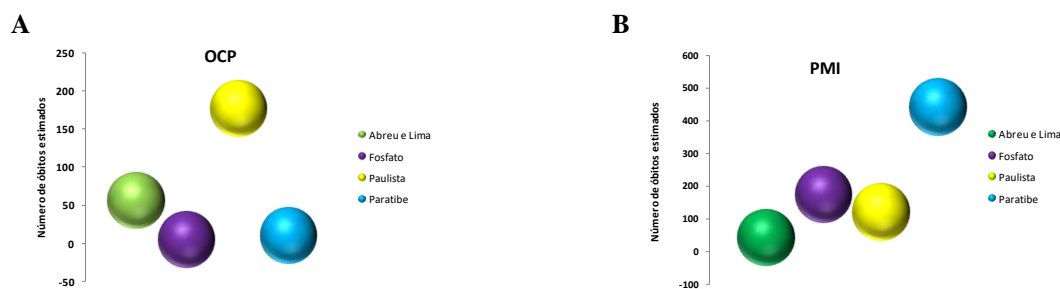 A
OCP
Número de óbitos estimados
250
200
150
100
50
0
-50
Abreu e Lima
Fosfato
Paulista
Paratibe
B
PMI
Número de óbitos estimados
600
500
400
300
200
100
0
-100
Abreu e Lima
Fosfato
Paulista
Paratibe